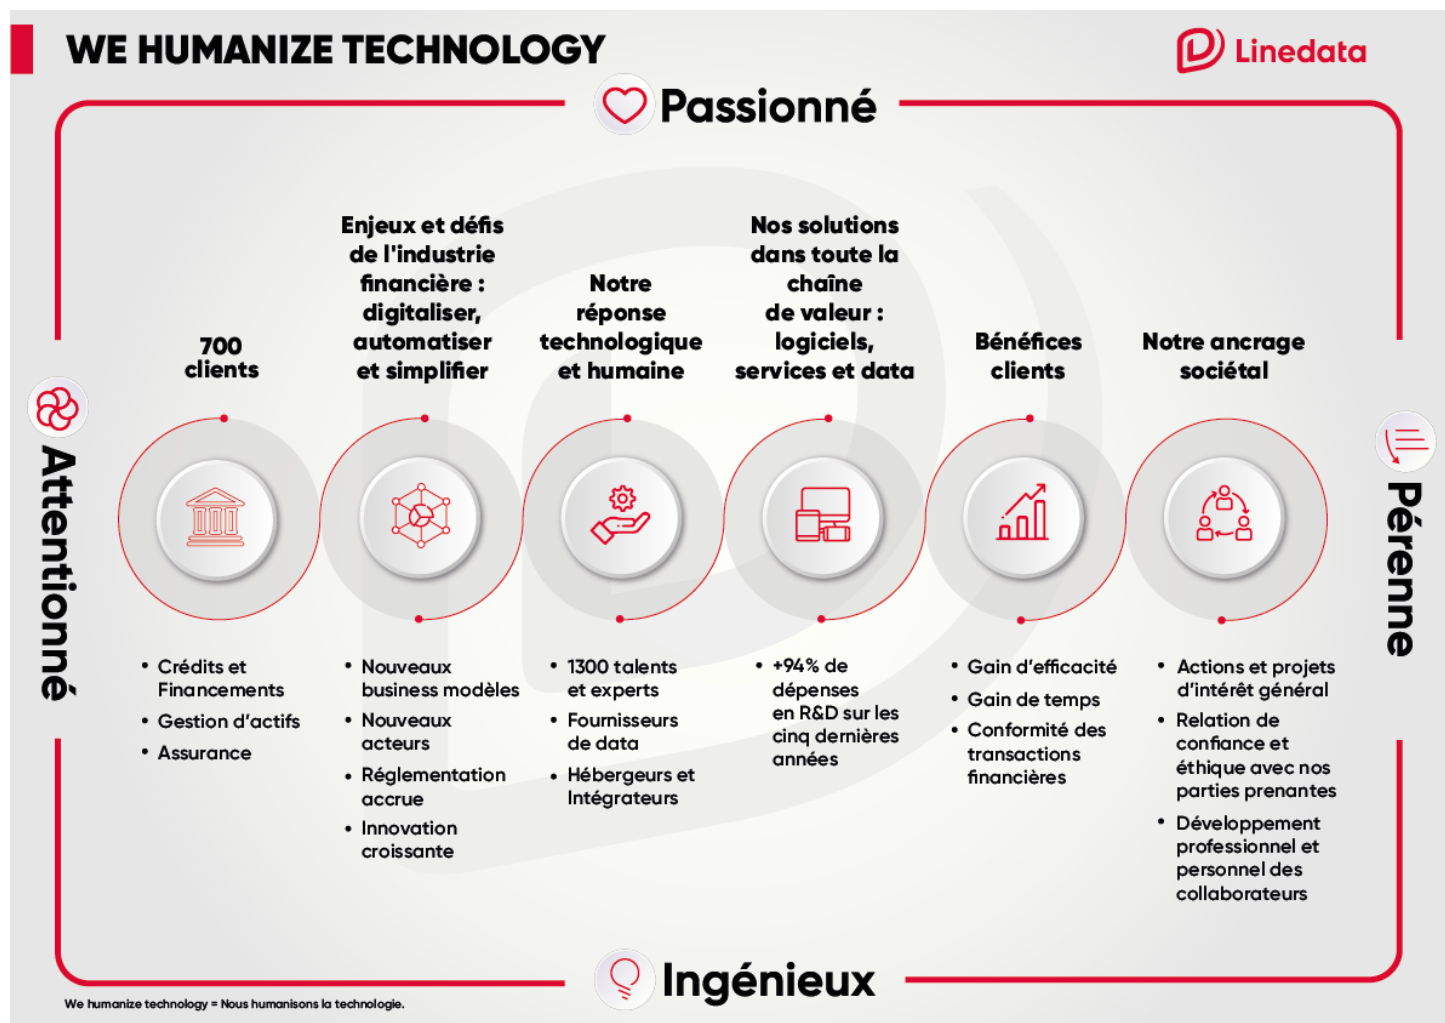 WE HUMANIZE TECHNOLOGY
Linedata
Passionné
Attentionné
Pérenne
700
clients
Crédits et
Financements
Gestion d’actifs
Assurance
Enjeux et défis
de l'industrie
financière :
digitaliser,
automatiser
et simplifier
Nouveaux
business modèles
Nouveaux
acteurs
Réglementation
accrue
Innovation
croissante
Notre
réponse
technologique
et humaine
1300 talents
et experts
Fournisseurs
de data
Hébergeurs et
Intégrateurs
Nos solutions
dans toute la
chaîne
de valeur :
logiciels,
services et data
+94% de
dépenses
en R&D sur les
cinq dernières
années
Bénéfices
clients
Gain d’efficacité
Gain de temps
Conformité des
transactions
financières
Notre ancrage
sociétal
Actions et projets
d’intérêt général
Relation de
confiance et
éthique avec nos
parties prenantes
Développement
professionnel et
personnel des
collaborateurs
Ingénieux
We humanize technology = Nous humanisons la technologie.